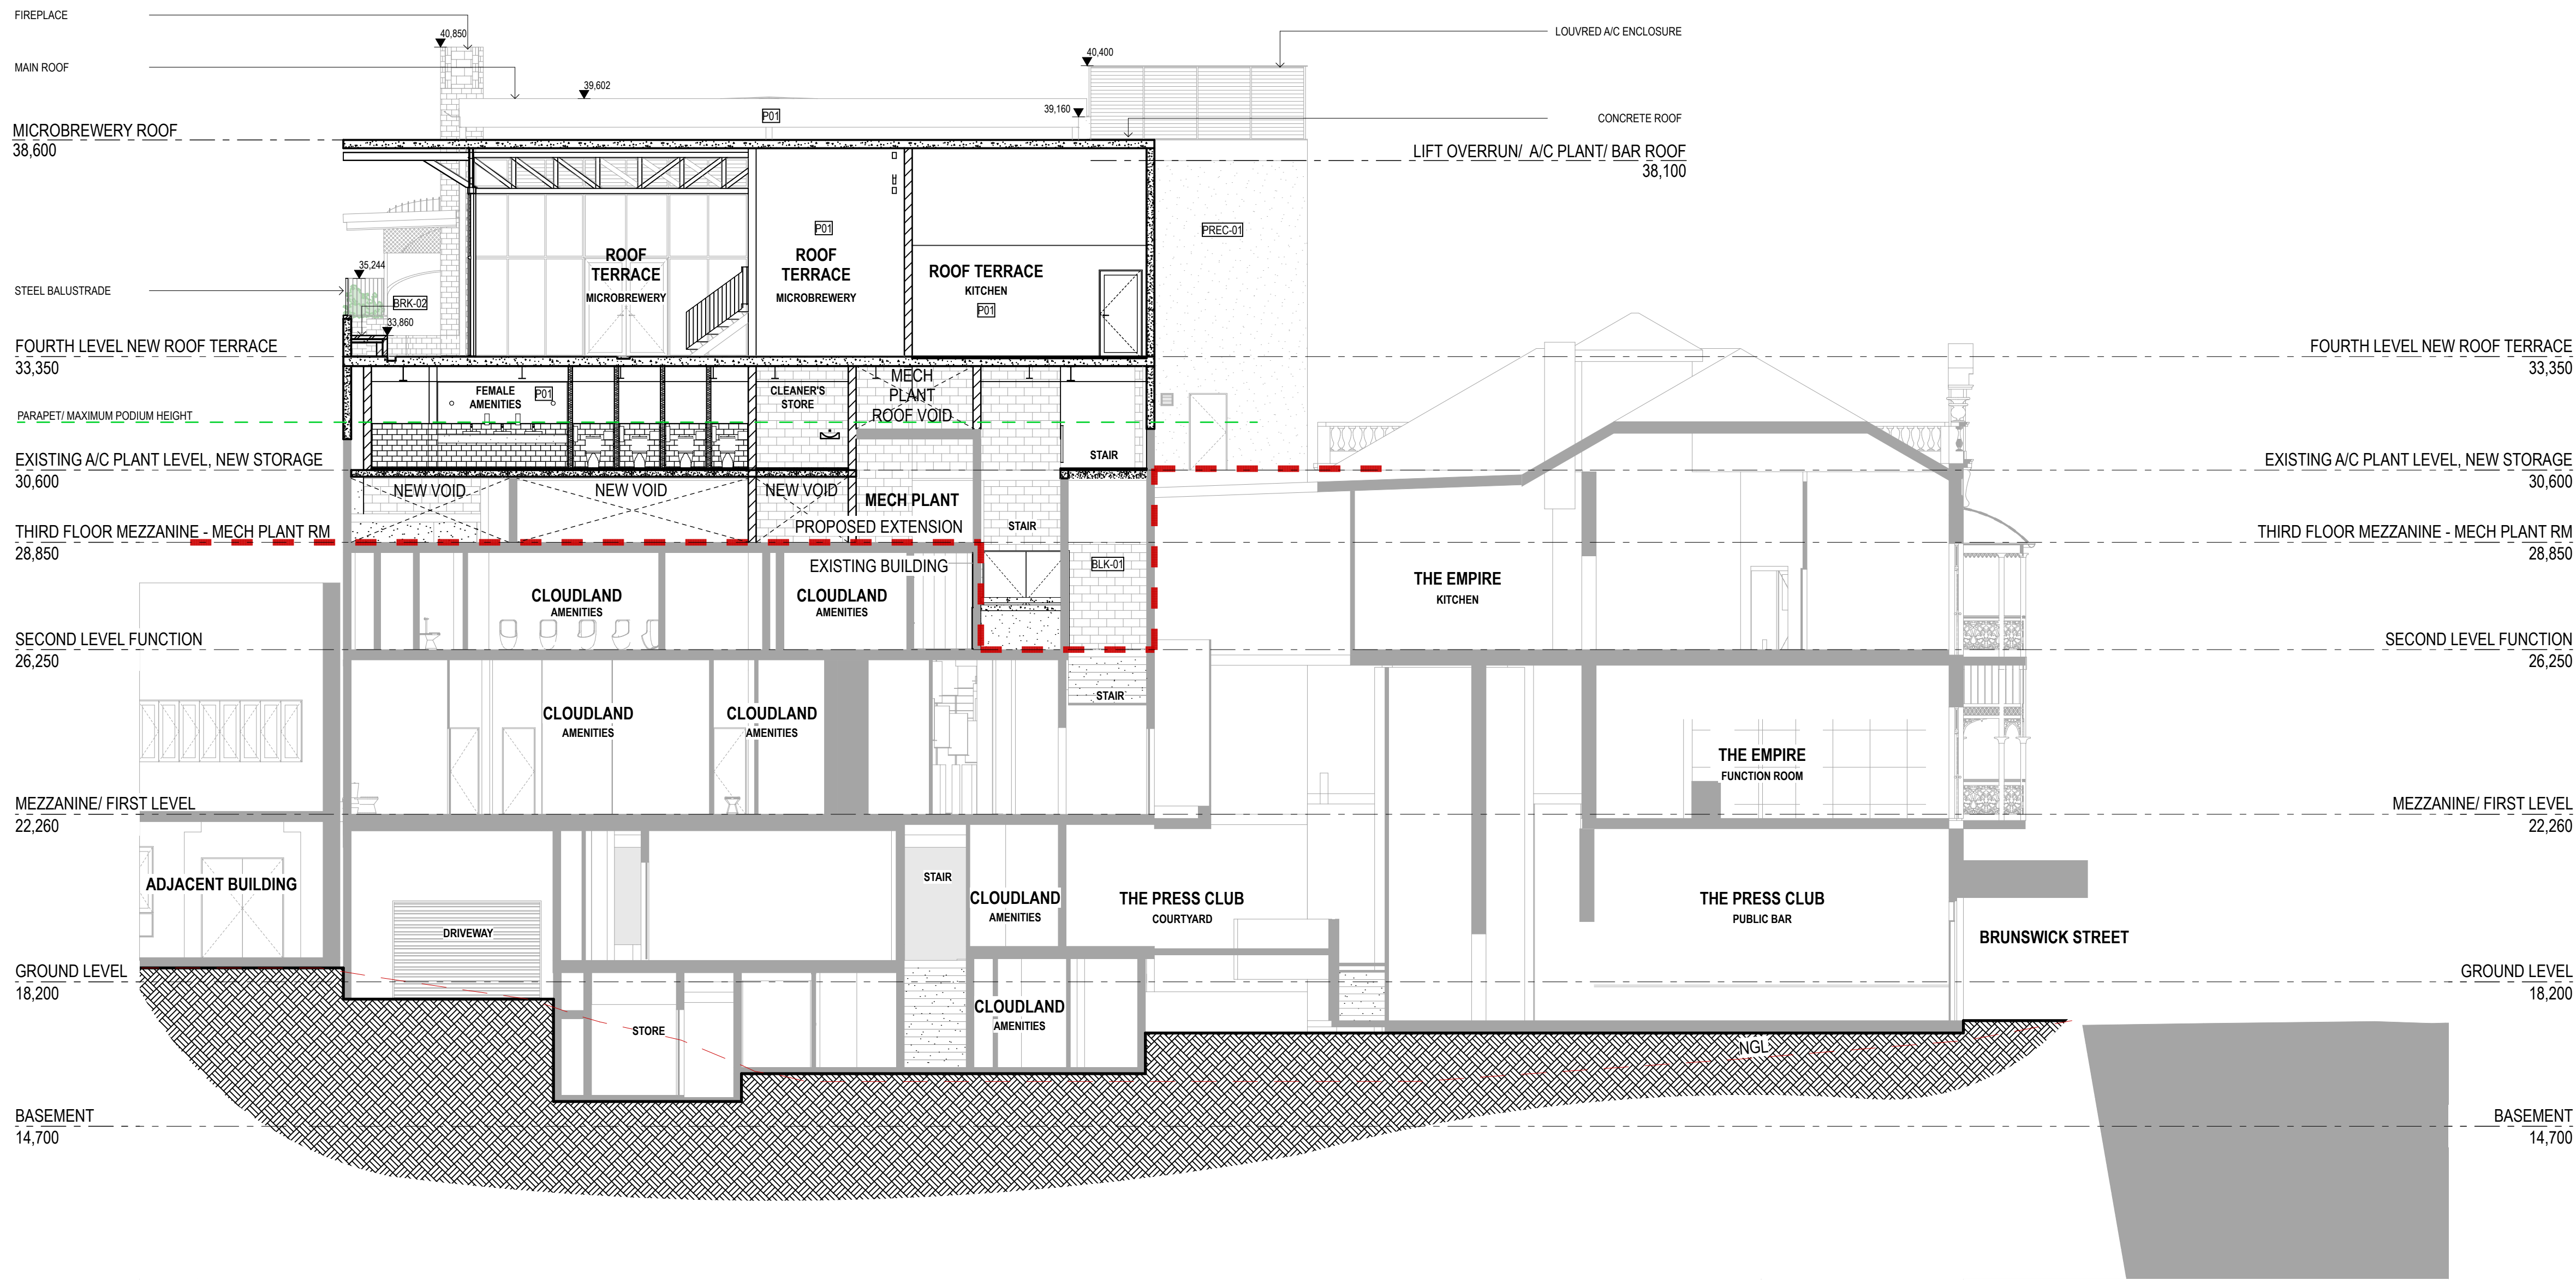 FIREPLACE
LOUVRED A/C ENCLOSURE
40,850
40,400
MAIN ROOF
39,602
39,160
P01
CONCRETE ROOF
MICROBREWERY ROOF
38,600
LIFT OVERRUN/ A/C PLANT/ BAR ROOF
38,100
P01
PREC-01
ROOF
TERRACE
MICROBREWERY
ROOF
TERRACE
MICROBREWERY
ROOF TERRACE
KITCHEN
P01
35,244
STEEL BALUSTRADE
BRK-02
33,860
FOURTH LEVEL NEW ROOF TERRACE
33,350
FOURTH LEVEL NEW ROOF TERRACE
33,350
FEMALE
AMENITIES
P01
CLEANER'S
STORE
MECH
PLANT
ROOF VOID
PARAPET/ MAXIMUM PODIUM HEIGHT
STAIR
EXISTING A/C PLANT LEVEL, NEW STORAGE
30,600
EXISTING A/C PLANT LEVEL, NEW STORAGE
30,600
NEW VOID
NEW VOID
NEW VOID
MECH PLANT
PROPOSED EXTENSION
STAIR
THIRD FLOOR MEZZANINE - MECH PLANT RM
28,850
THIRD FLOOR MEZZANINE - MECH PLANT RM
28,850
EXISTING BUILDING
BLK-01
CLOUDLAND
AMENITIES
CLOUDLAND
AMENITIES
THE EMPIRE
KITCHEN
SECOND LEVEL FUNCTION
26,250
SECOND LEVEL FUNCTION
26,250
STAIR
CLOUDLAND
AMENITIES
CLOUDLAND
AMENITIES
THE EMPIRE
FUNCTION ROOM
MEZZANINE/ FIRST LEVEL
22,260
MEZZANINE/ FIRST LEVEL
22,260
ADJACENT BUILDING
STAIR
CLOUDLAND
AMENITIES
THE PRESS CLUB
COURTYARD
THE PRESS CLUB
PUBLIC BAR
DRIVEWAY
BRUNSWICK STREET
GROUND LEVEL
18,200
GROUND LEVEL
18,200
CLOUDLAND
AMENITIES
STORE
NGL
BASEMENT
14,700
BASEMENT
14,700